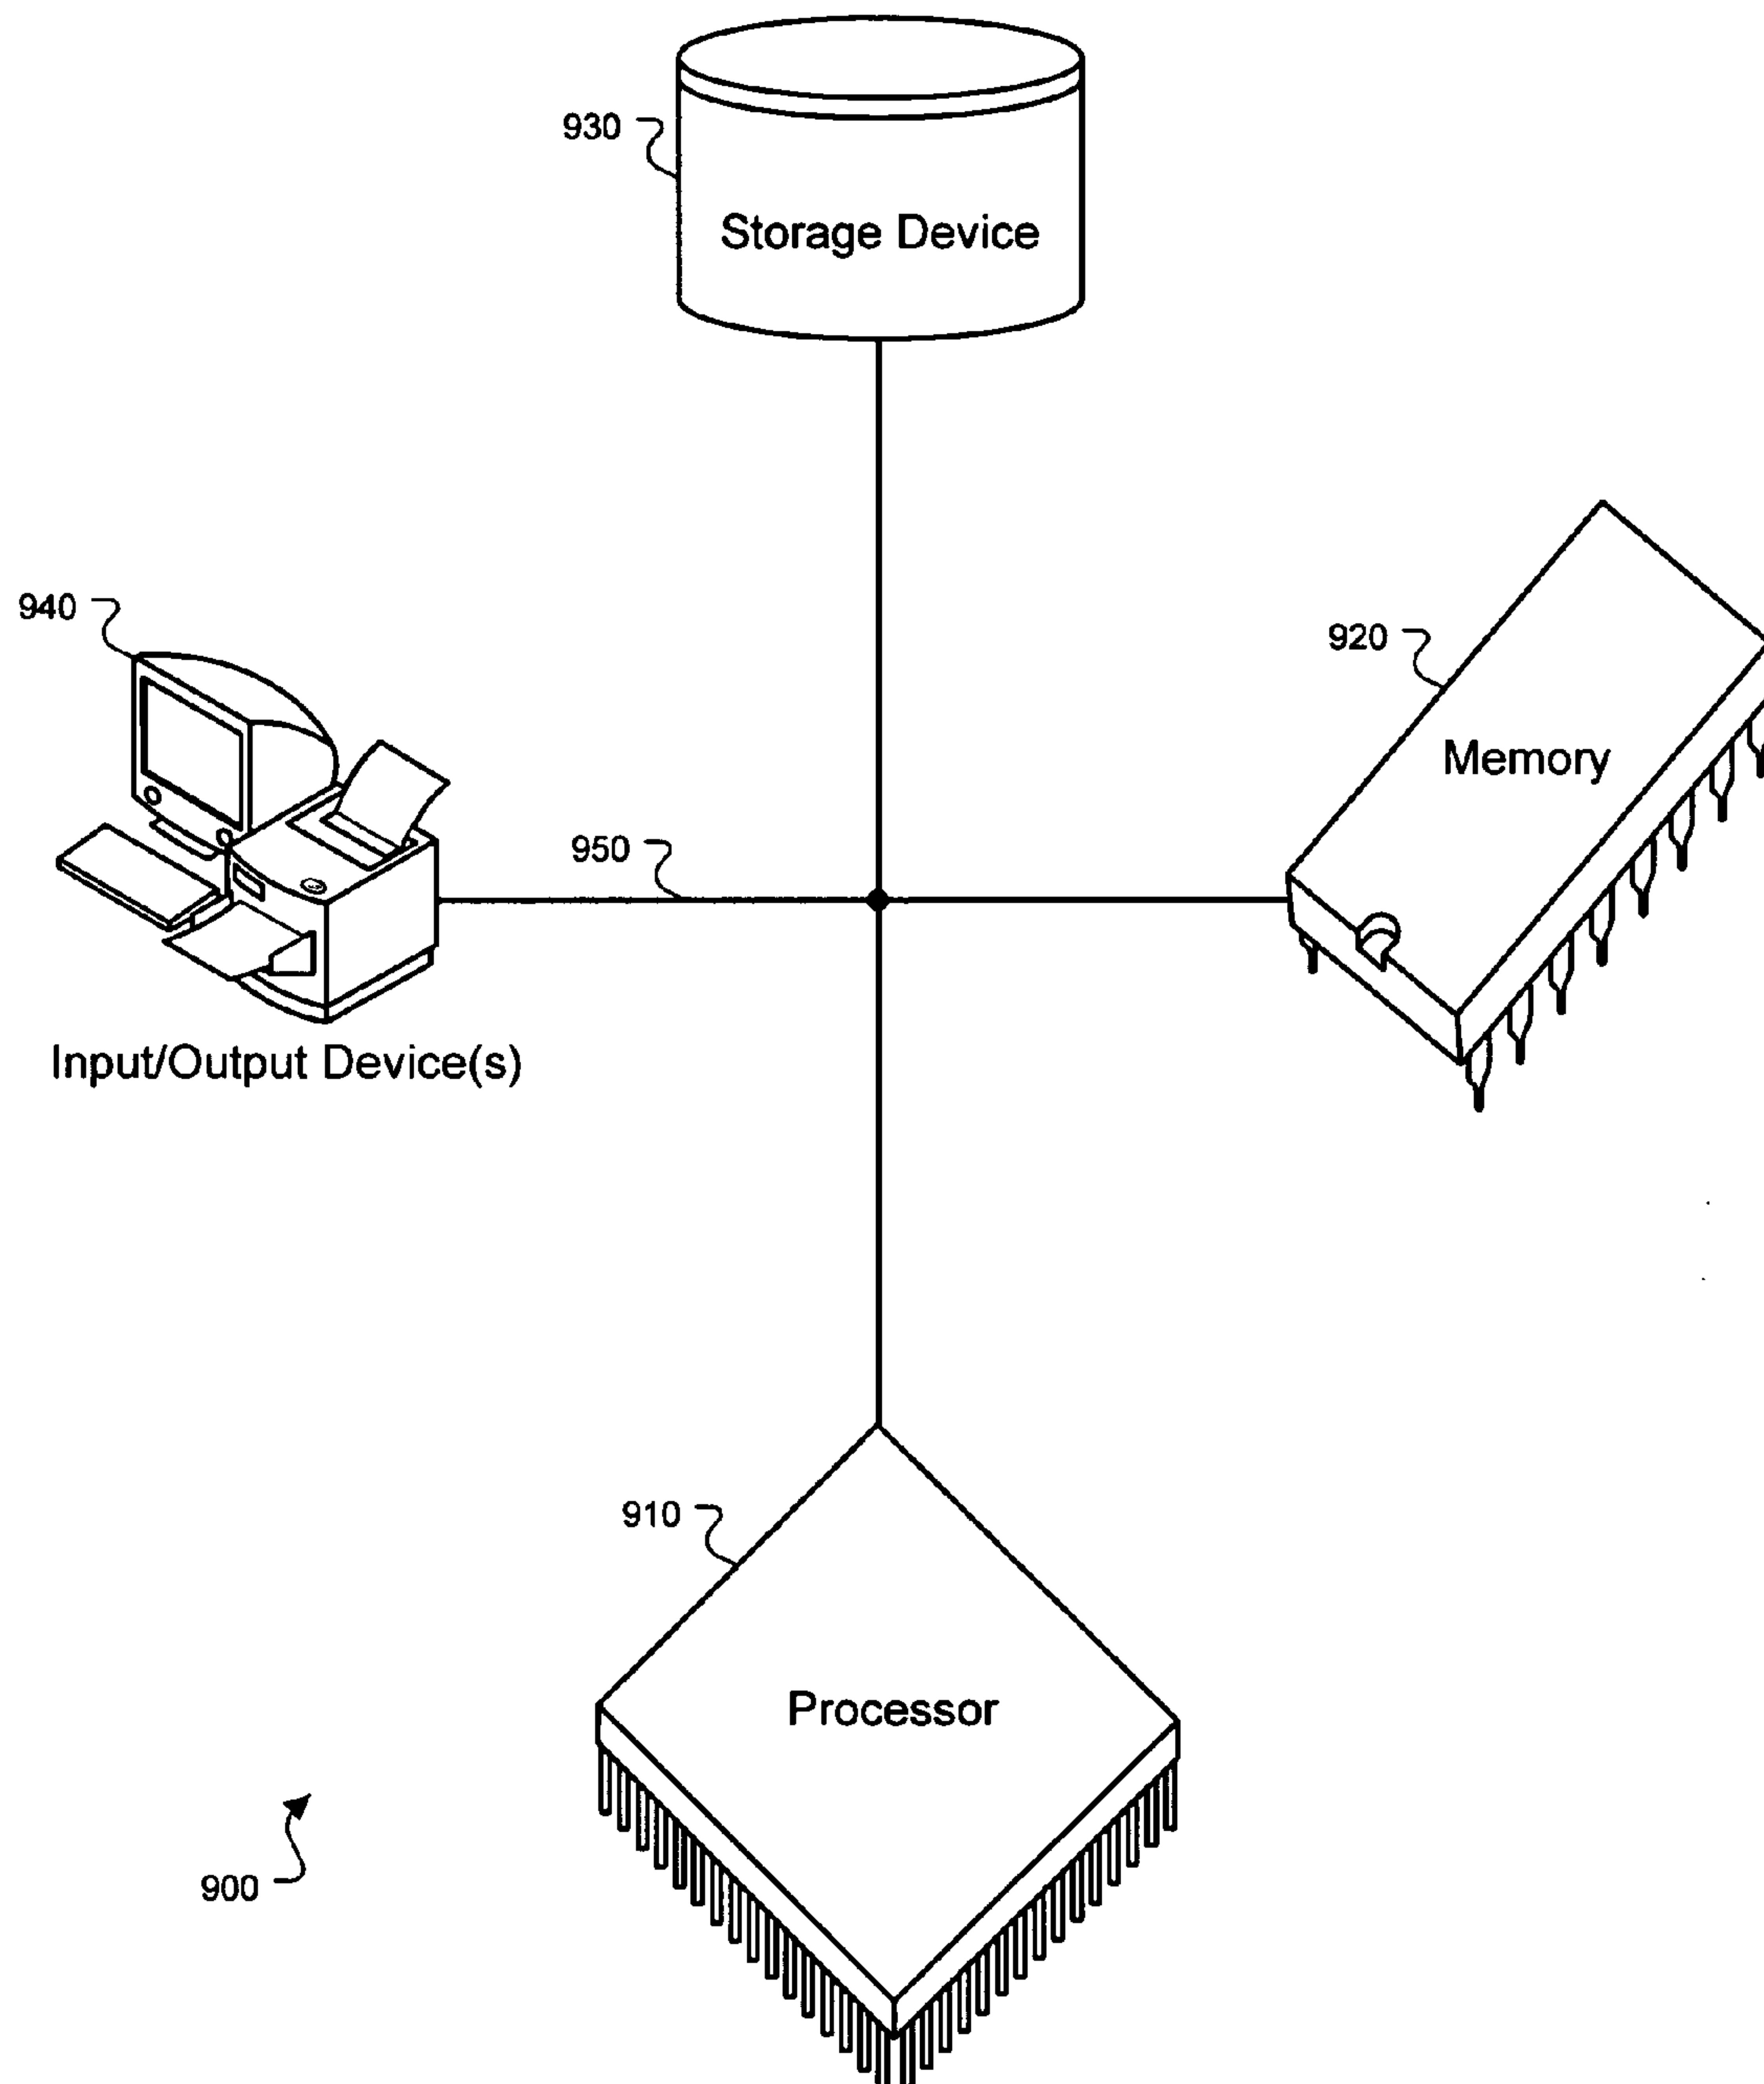 930
Storage Device
940
920
Memory
950
Input/Output Device(s)
910
Processor
900